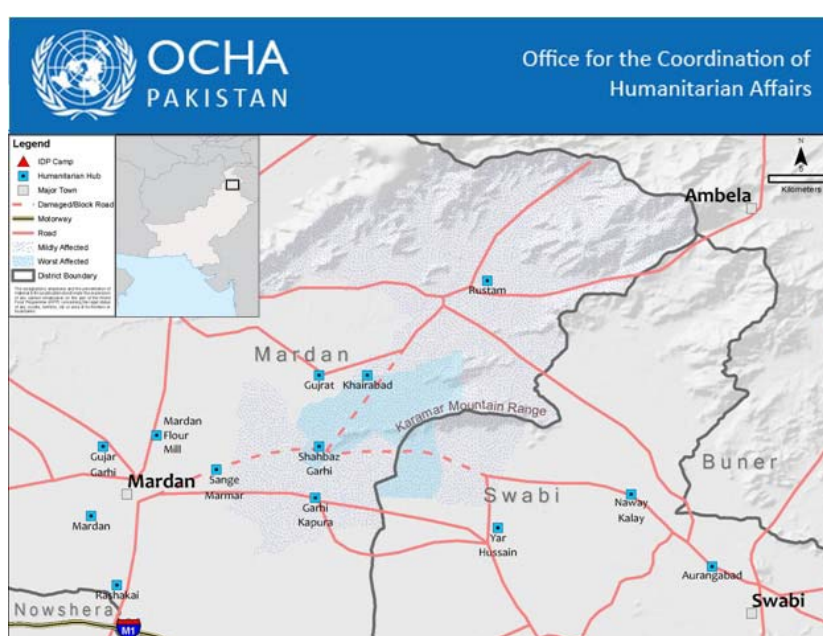 OCHA
PAKISTAN
Office for the Coordination of
Humanitarian Affairs
Legend
IDP Camp
Humanitarian Hub
Major Town
Damaged/Block Road
Motorway
Road
Mildly Affected
Worst Affected
District Boundary
N
Kilometers
Ambela
Rustam
Mardan
Gujrat
Khairabad
Karamar Mountain Range
Mardan
Flour
Mill
Gujar
Garhi
Shahbaz
Garhi
Buner
Mardan
Sange
Marmar
Swabi
Garhi
Kapura
Naway
Kalay
Mardan
Yar
Hussain
Aurangabad
Rashakai
Nowshera
Swabi
M1